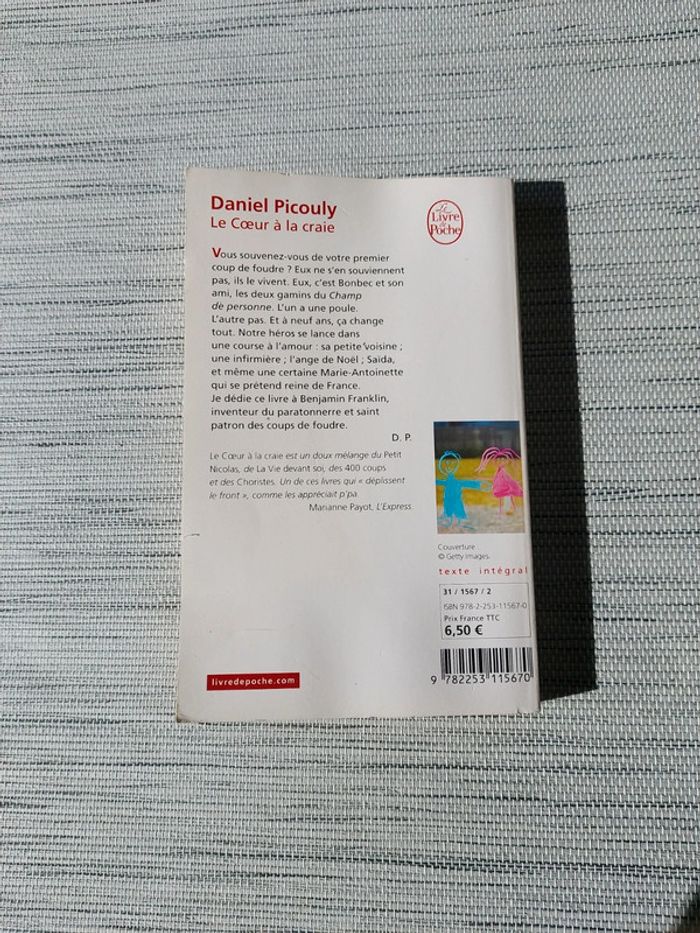 Daniel Picouly
Le Cœur à la craie
Le
Livre
de
Poche
Vous souvenez-vous de votre premier
coup de foudre ? Eux ne s'en souviennent
pas, ils le vivent. Eux, c'est Bonbec et son
ami, les deux gamins du Champ
de personne. L'un a une poule.
L'autre pas. Et à neuf ans, ça change
tout. Notre héros se lance dans
une course à l'amour : sa petite voisine ;
une infirmière ; l'ange de Noël ; Saïda,
et même une certaine Marie-Antoinette
qui se prétend reine de France.
Je dédie ce livre à Benjamin Franklin,
inventeur du paratonnerre et saint
patron des coups de foudre.
D. P.
Le Cœur à la craie est un doux mélange du Petit
Nicolas, de La Vie devant soi, des 400 coups
et des Choristes. Un de ces livres qui « déplissent
le front », comme les appréciait p'pa.
Marianne Payot, L'Express.
Couverture :
© Getty Images.
texte intégral
31 / 1567 / 2
ISBN 978-2-253-11567-0
Prix France TTC
6,50 €
9 782253 115670
livredepoche.com